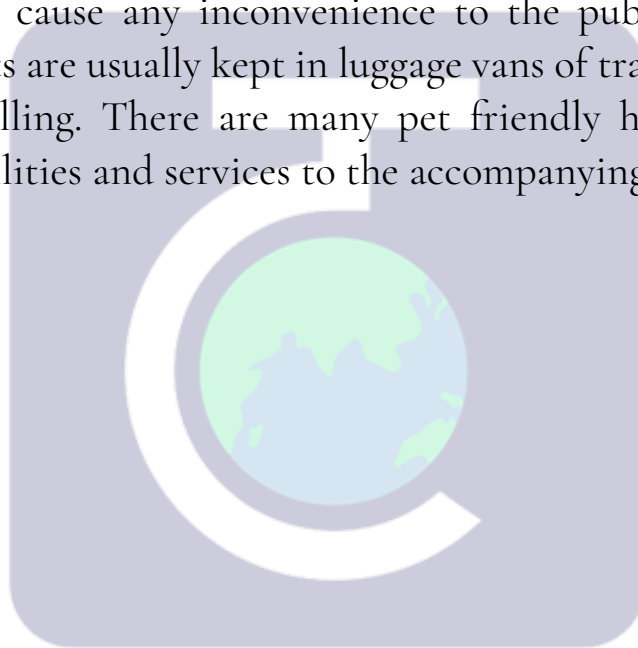 cause any inconvenience to the pub
s are usually kept in luggage vans of tra
lling. There are many pet friendly h
lities and services to the accompanying